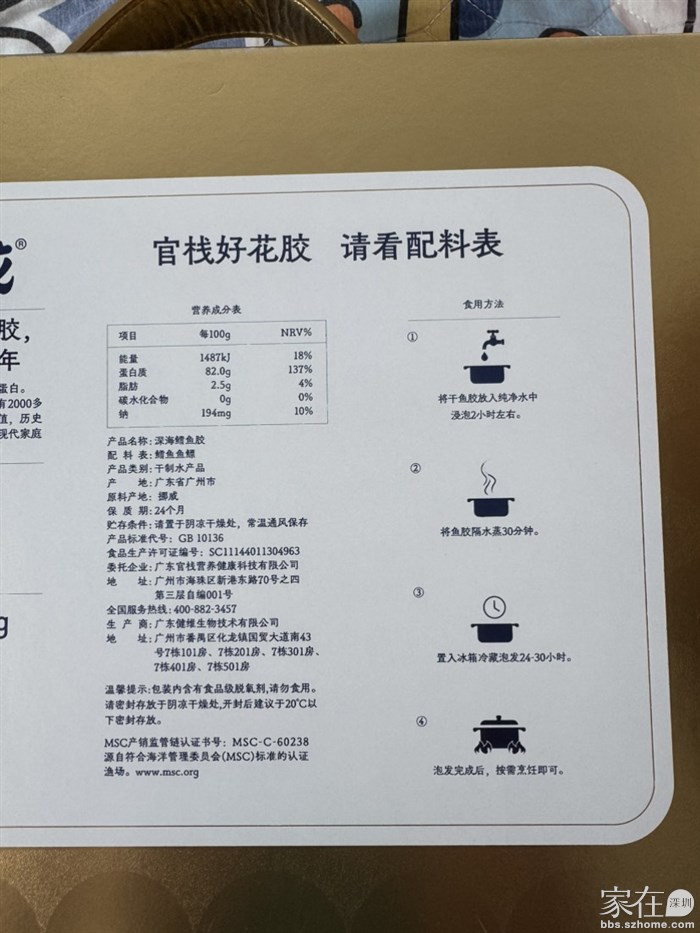 花®
胶，
年
蛋白。
有2000多
值，历史
现代家庭
g
官栈好花胶 请看配料表
营养成分表
项目 每100g NRV%
能量 1487kJ 18%
蛋白质 82.0g 137%
脂肪 2.5g 4%
碳水化合物 0g 0%
钠 194mg 10%
产品名称：深海鳕鱼胶
配 料 表：鳕鱼鱼鳔
产品类别：干制水产品
产 地：广东省广州市
原料产地：挪威
保 质 期：24个月
贮存条件：请置于阴凉干燥处，常温通风保存
产品标准代号：GB 10136
食品生产许可证编号：SC11144011304963
委托企业：广东官栈营养健康科技有限公司
地 址：广州市海珠区新港东路70号之四
第三层自编001号
全国服务热线：400-882-3457
生 产 商：广东健维生物技术有限公司
地 址：广州市番禺区化龙镇国贸大道南43
号7栋101房、7栋201房、7栋301房、
7栋401房、7栋501房
温馨提示：包装内含有食品级脱氧剂，请勿食用。
请密封存放于阴凉干燥处，开封后建议于20℃以
下密封存放。
MSC产销监管链认证书号：MSC-C-60238
源自符合海洋管理委员会(MSC)标准的认证
渔场。www.msc.org
食用方法
①
将干鱼胶放入纯净水中
浸泡2小时左右。
②
将鱼胶隔水蒸30分钟。
③
置入冰箱冷藏泡发24-30小时。
④
泡发完成后，按需烹饪即可。
家在深圳
bbs.szhome.com